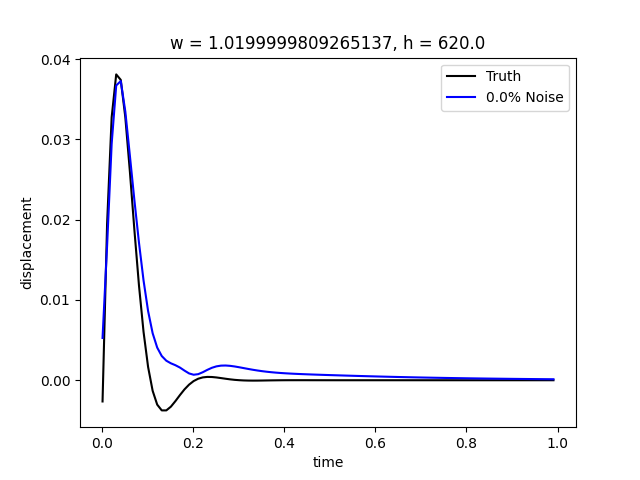 w = 1.0199999809265137, h = 620.0
Truth
0.0% Noise
0.04
0.03
0.02
0.01
0.00
displacement
0.0 0.2 0.4 0.6 0.8 1.0
time